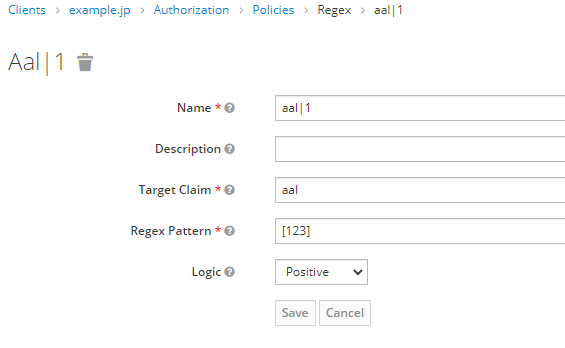 Clients > example.jp > Authorization > Policies > Regex > aal|1
Aal|1
Name * aal|1
Description
Target Claim * aal
Regex Pattern * [123]
Logic Positive
Save Cancel